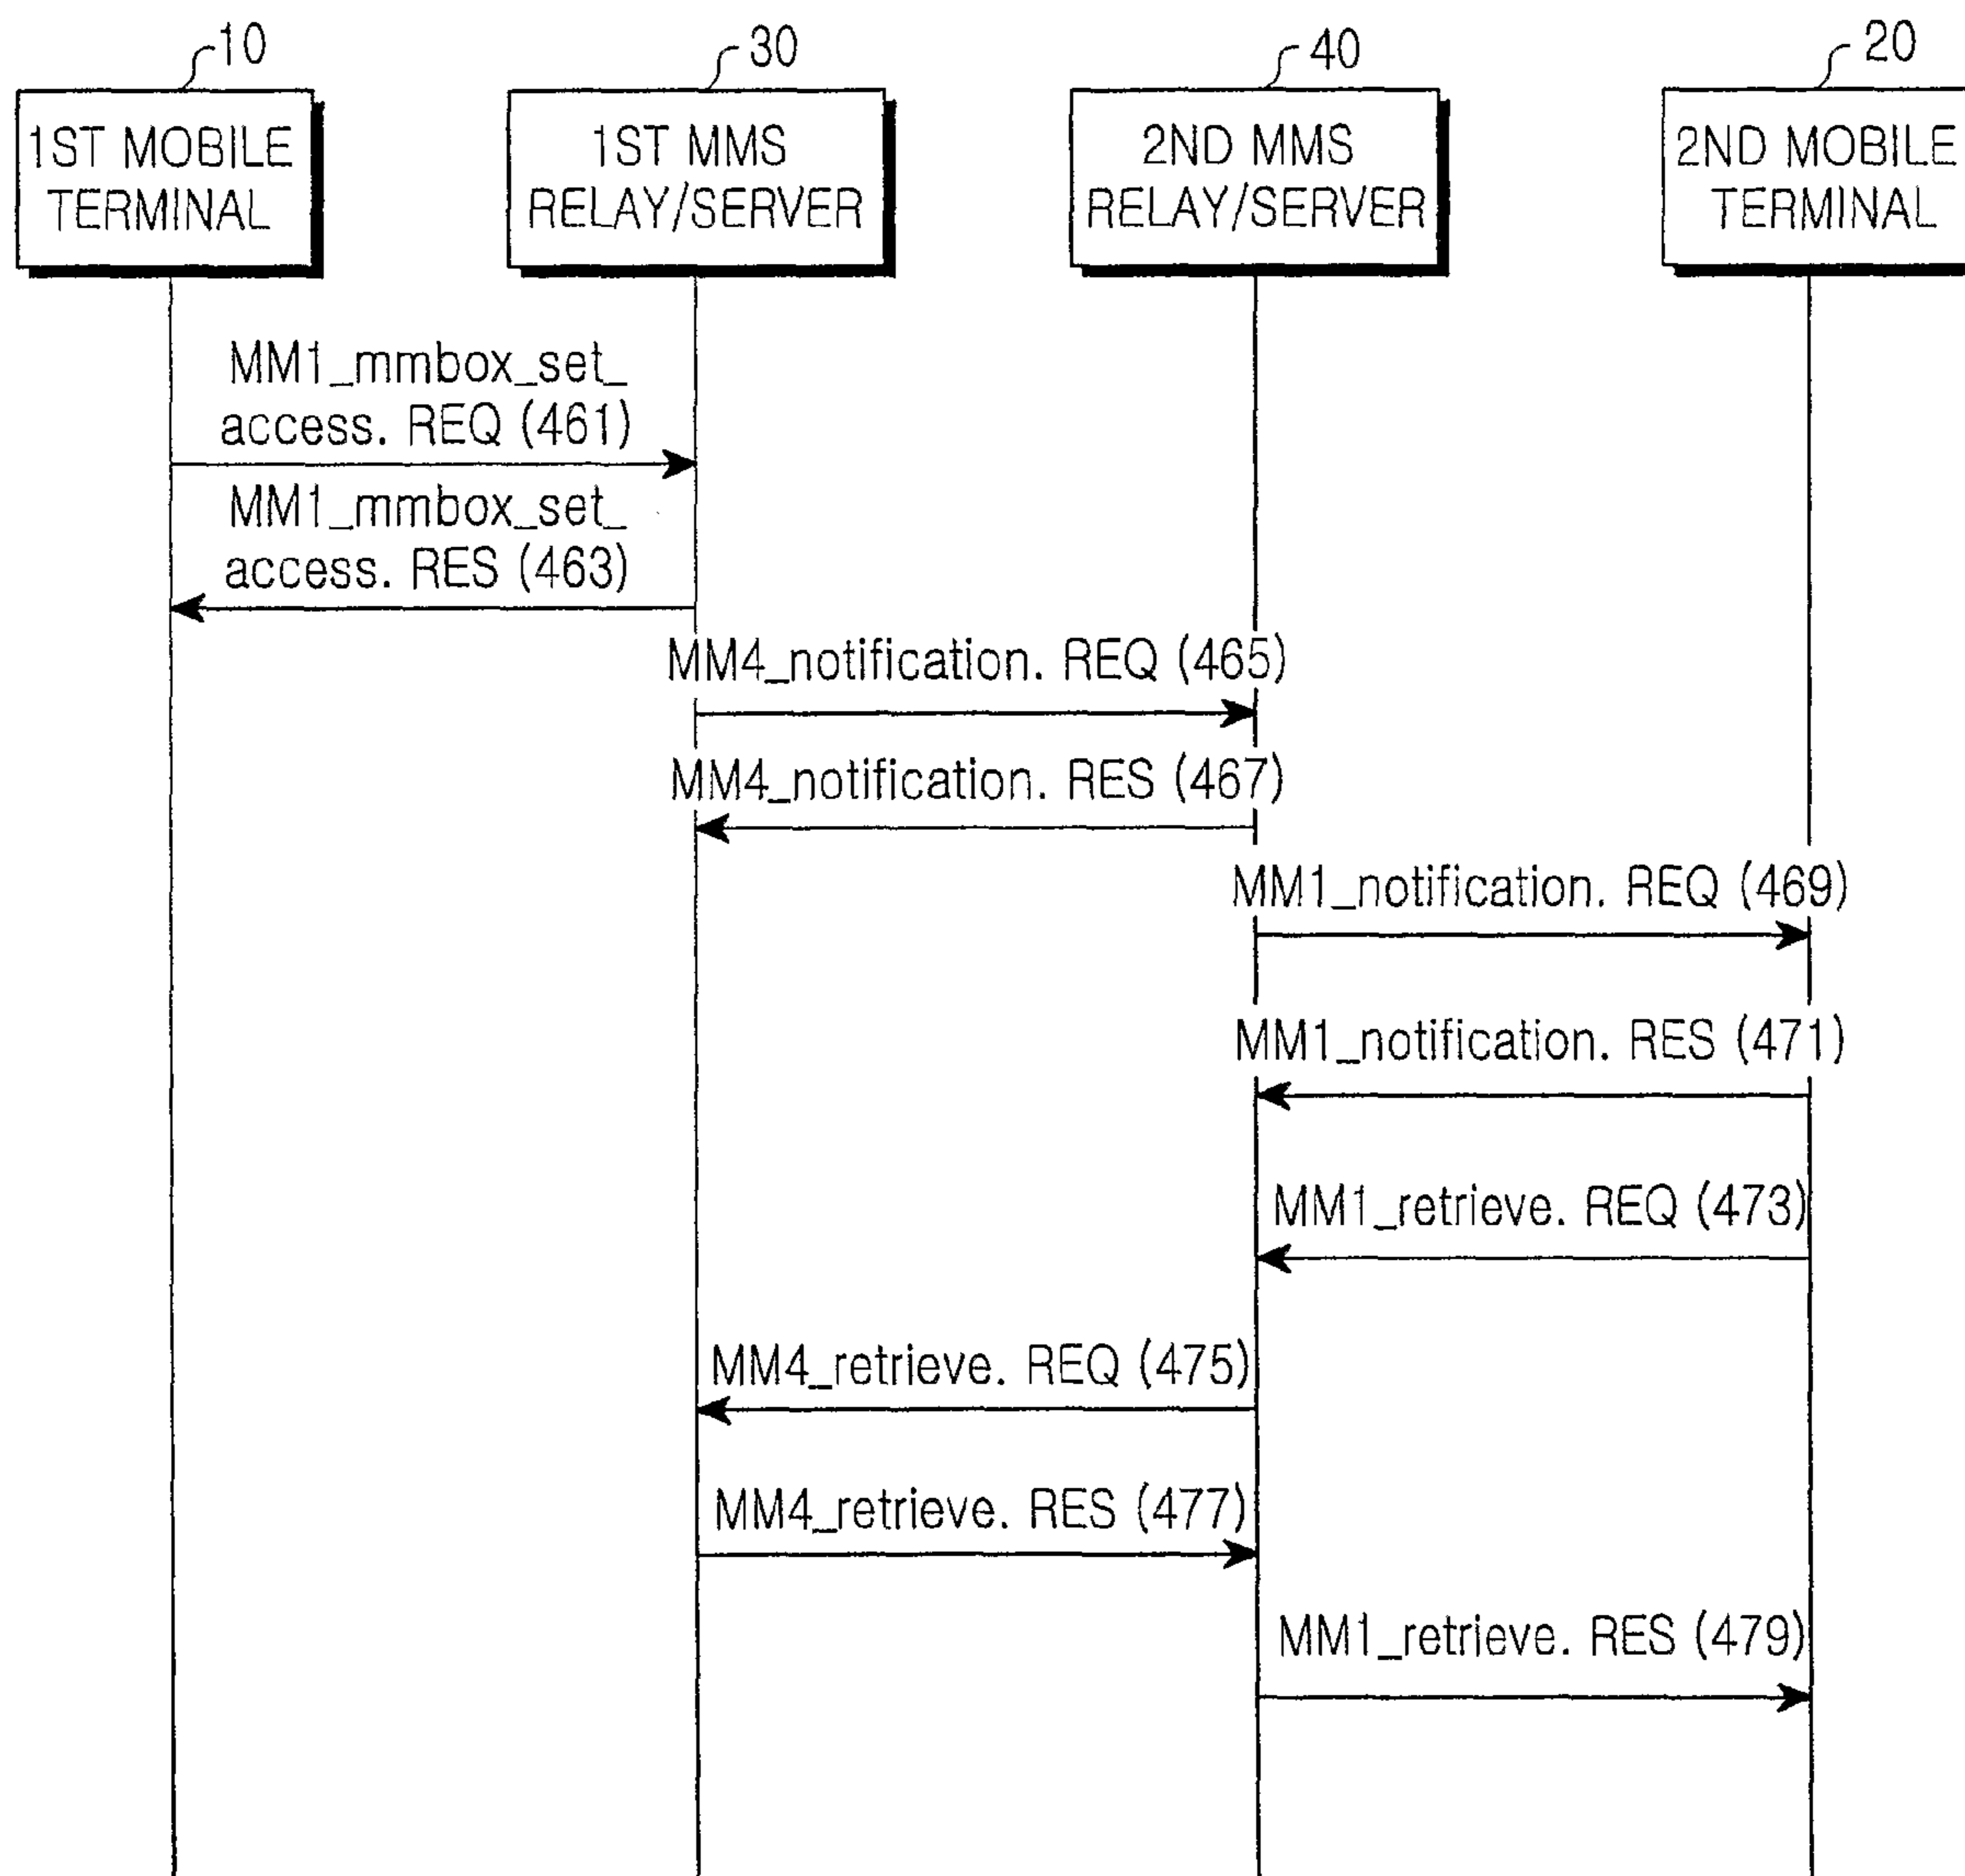 10
30
40
20
1ST MOBILE
TERMINAL
1ST MMS
RELAY/SERVER
2ND MMS
RELAY/SERVER
2ND MOBILE
TERMINAL
MM1_mmbox_set_
access. REQ (461)
MM1_mmbox_set_
access. RES (463)
MM4_notification. REQ (465)
MM4_notification. RES (467)
MM1_notification. REQ (469)
MM1_notification. RES (471)
MM1_retrieve. REQ (473)
MM4_retrieve. REQ (475)
MM4_retrieve. RES (477)
MM1_retrieve. RES (479)